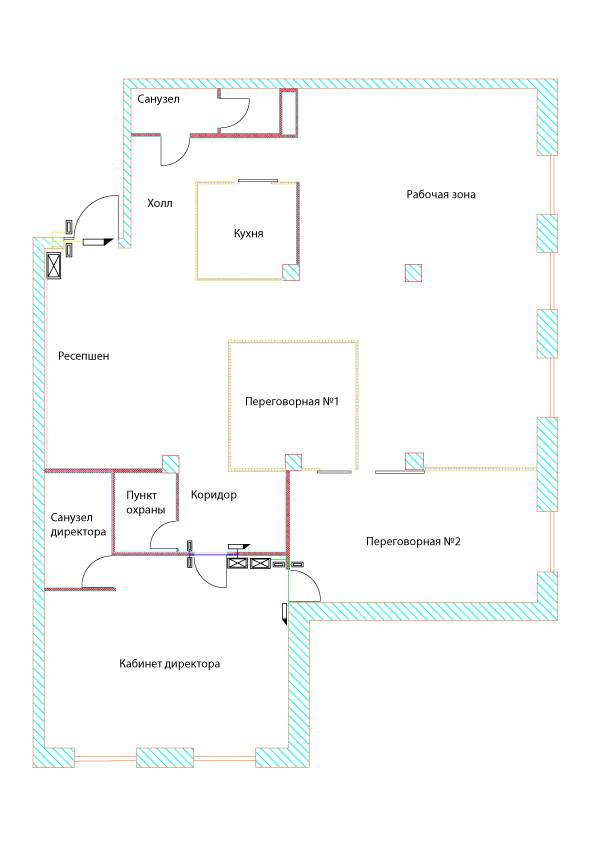 Санузел
Холл
Рабочая зона
Кухня
Ресепшен
Переговорная №1
Пункт
охраны
Коридор
Санузел
директора
Переговорная №2
Кабинет директора